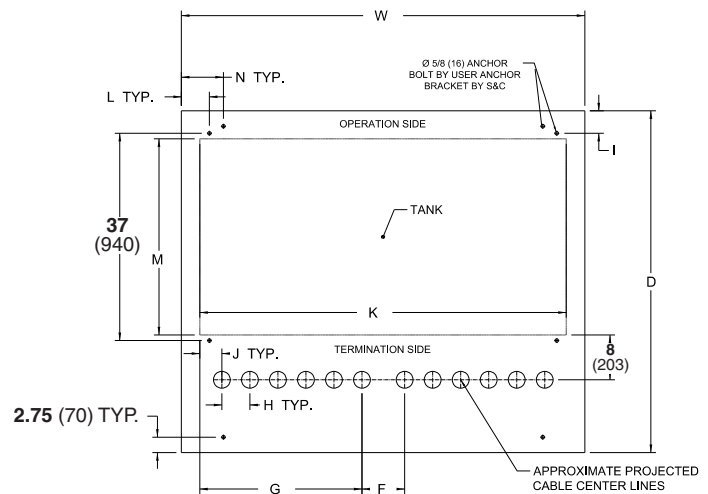 W
N TYP.
L TYP.
Ø 5/8 (16) ANCHOR
BOLT BY USER ANCHOR
BRACKET BY S&C
OPERATION SIDE
I
TANK
37
(940)
M
D
K
J TYP.
TERMINATION SIDE
8
(203)
H TYP.
2.75 (70) TYP.
APPROXIMATE PROJECTED
CABLE CENTER LINES
G
F